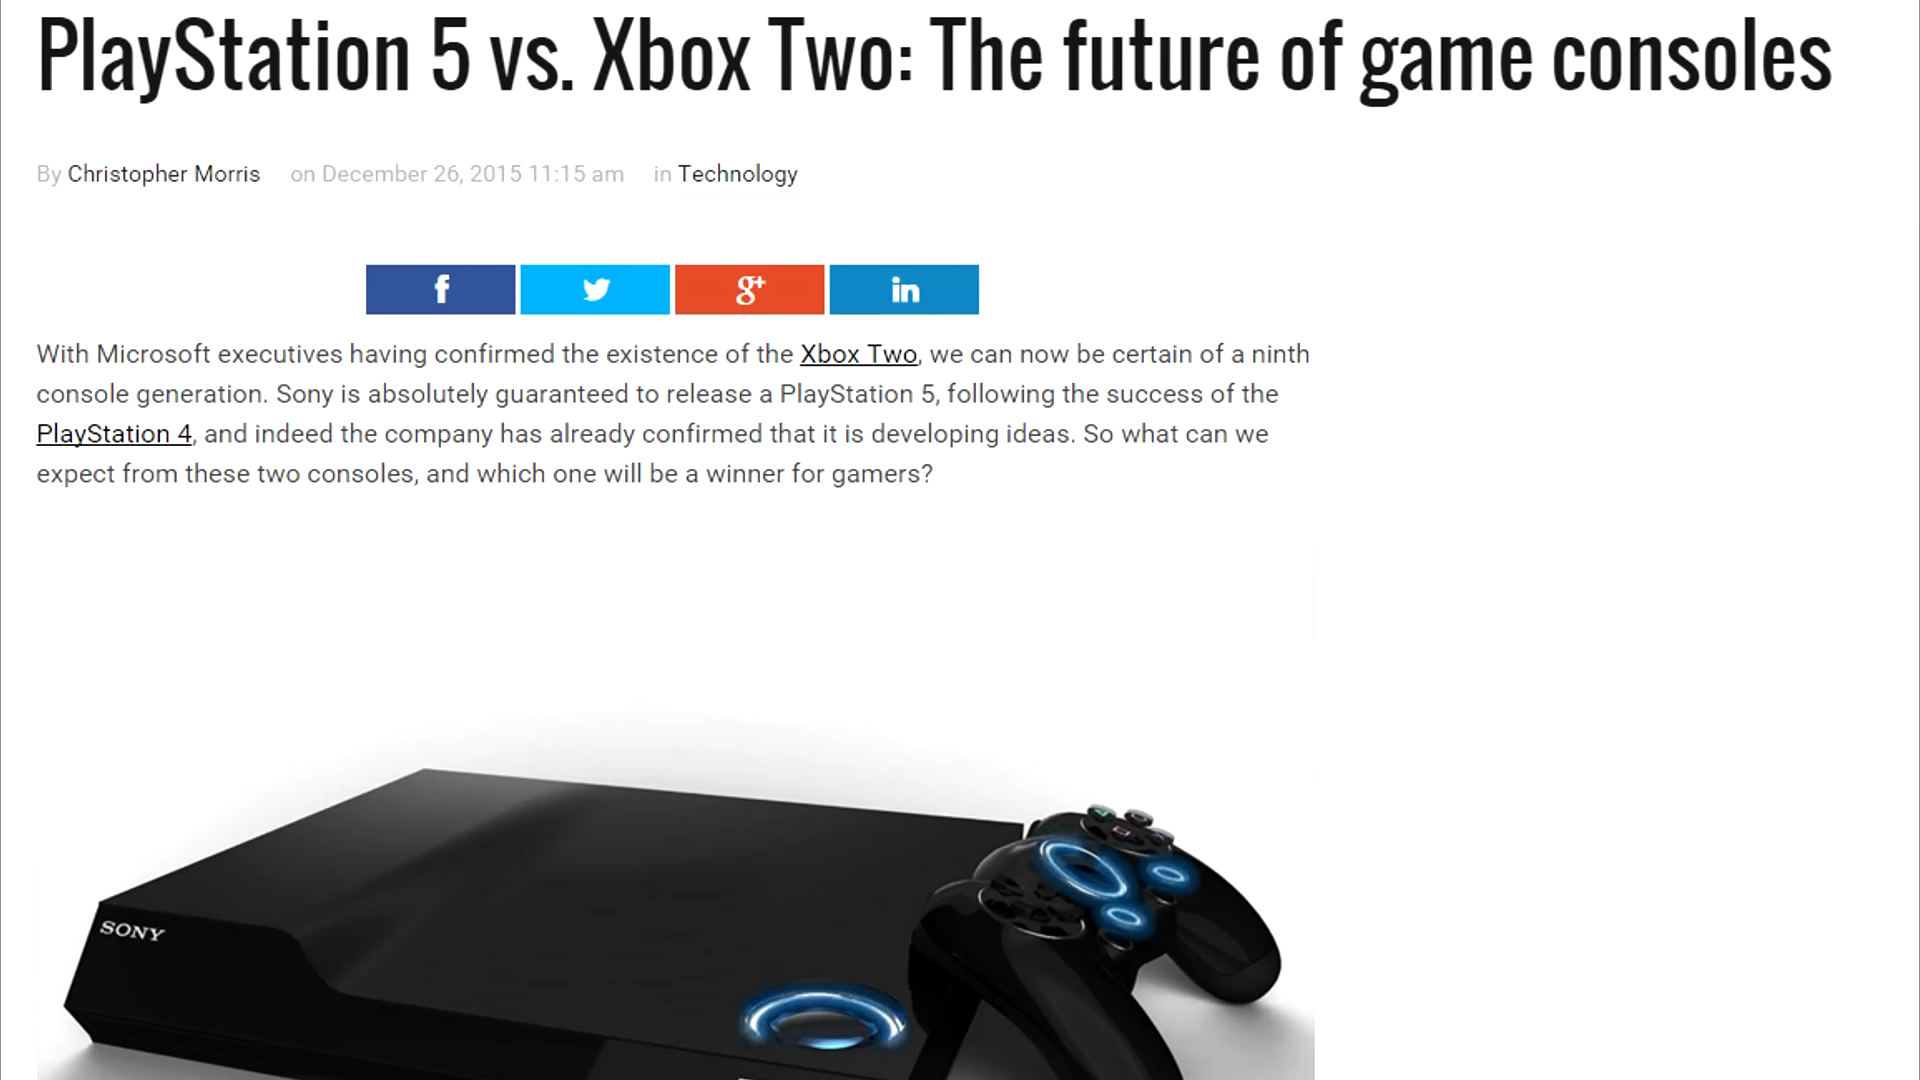 PlayStation 5 vs. Xbox Two: The future of game consoles
By Christopher Morris on December 26, 2015 11:15 am in Technology
f g+ in
With Microsoft executives having confirmed the existence of the Xbox Two, we can now be certain of a ninth
console generation. Sony is absolutely guaranteed to release a PlayStation 5, following the success of the
PlayStation 4, and indeed the company has already confirmed that it is developing ideas. So what can we
expect from these two consoles, and which one will be a winner for gamers?
SONY